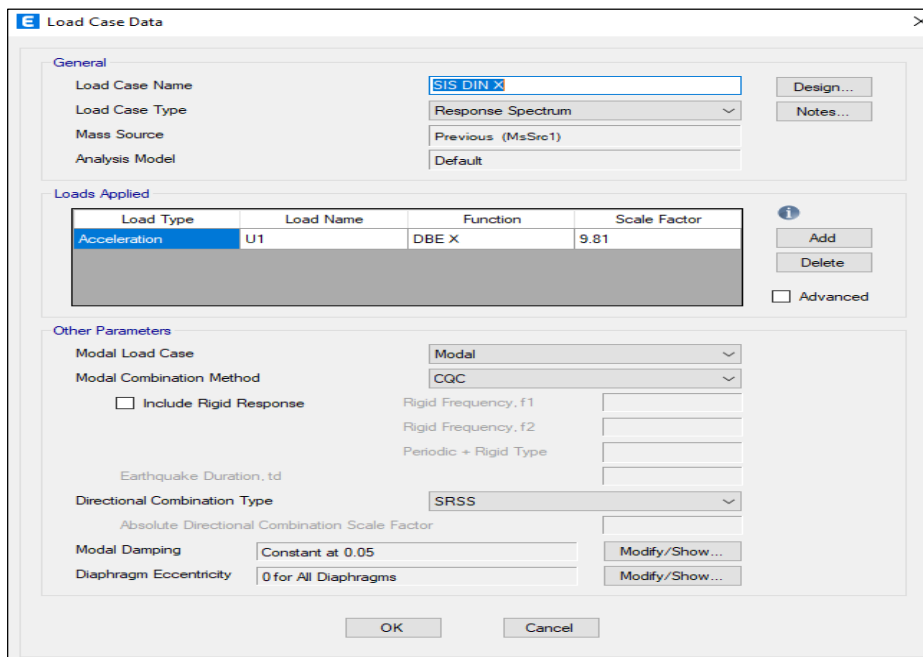 E Load Case Data
General
Load Case Name SIS DIN X Design...
Load Case Type Response Spectrum Notes...
Mass Source Previous (MsSrc1)
Analysis Model Default
Loads Applied
Load Type Load Name Function Scale Factor
Acceleration U1 DBE X 9.81 Add
Delete
Advanced
Other Parameters
Modal Load Case Modal
Modal Combination Method CQC
Include Rigid Response Rigid Frequency, f1
Rigid Frequency, f2
Periodic + Rigid Type
Earthquake Duration, td
Directional Combination Type SRSS
Absolute Directional Combination Scale Factor
Modal Damping Constant at 0.05 Modify/Show...
Diaphragm Eccentricity 0 for All Diaphragms Modify/Show...
OK Cancel